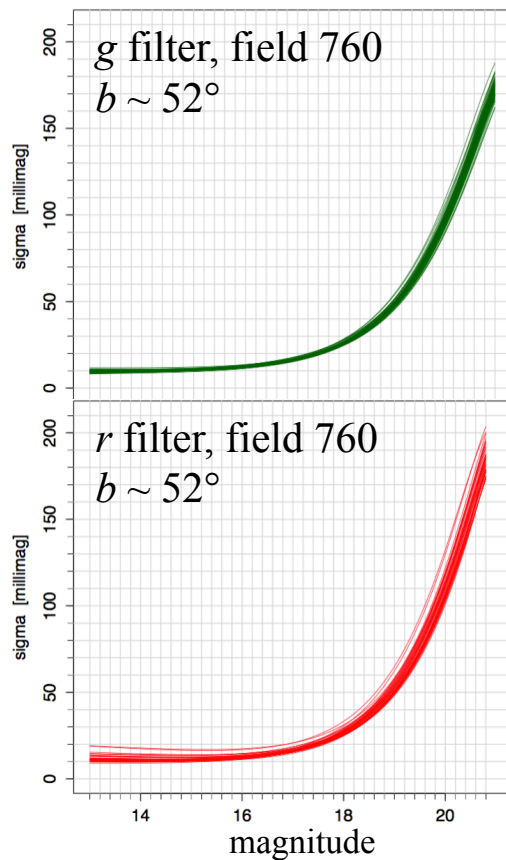 g filter, field 760
b ~ 52°
sigma [millimag]
200
150
100
50
0
r filter, field 760
b ~ 52°
sigma [millimag]
200
150
100
50
0
14 16 18 20
magnitude